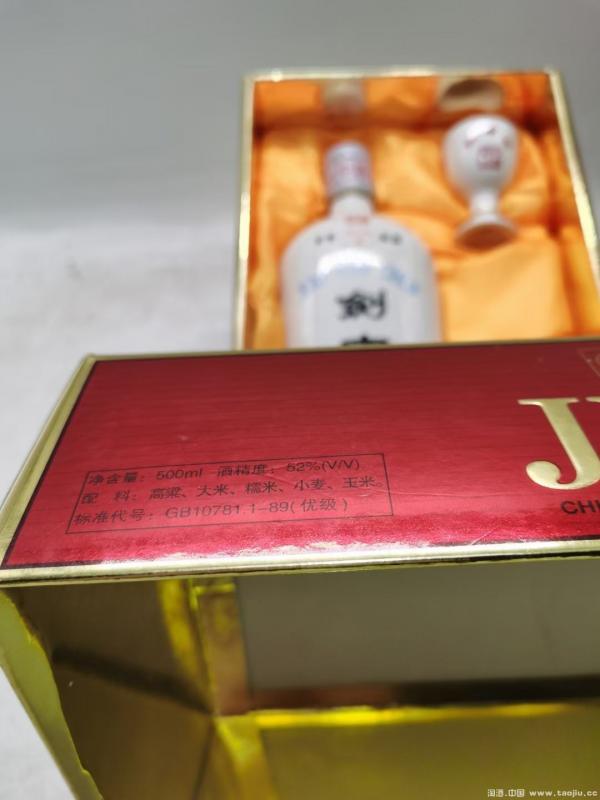 剑
净含量：500ml 酒精度：52%(V/V)
配 料：高粱、大米、糯米、小麦、玉米。
标准代号：GB10781.1-89(优级)
J
CH
淘酒.中国 www.taojiu.cc